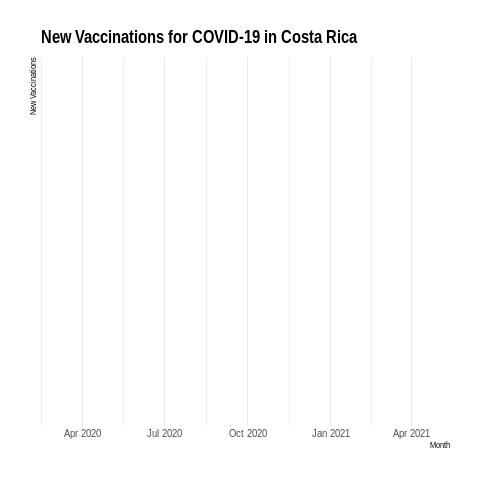 New Vaccinations for COVID-19 in Costa Rica
New Vaccinations
Apr 2020
Jul 2020
Oct 2020
Jan 2021
Apr 2021
Month